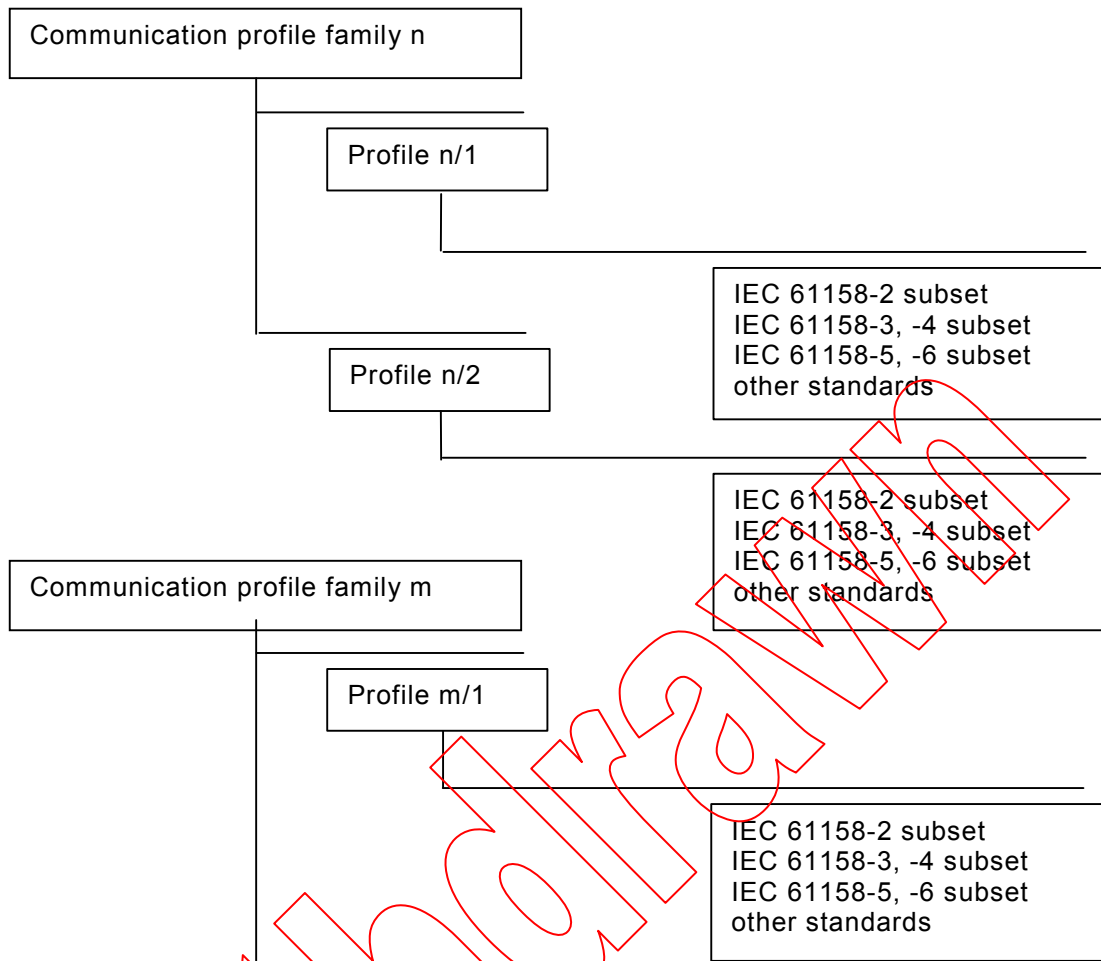 Communication profile family n
Profile n/1
IEC 61158-2 subset
IEC 61158-3, -4 subset
IEC 61158-5, -6 subset
other standards
Profile n/2
IEC 61158-2 subset
IEC 61158-3, -4 subset
IEC 61158-5, -6 subset
other standards
Communication profile family m
Profile m/1
IEC 61158-2 subset
IEC 61158-3, -4 subset
IEC 61158-5, -6 subset
other standards
hdrawn